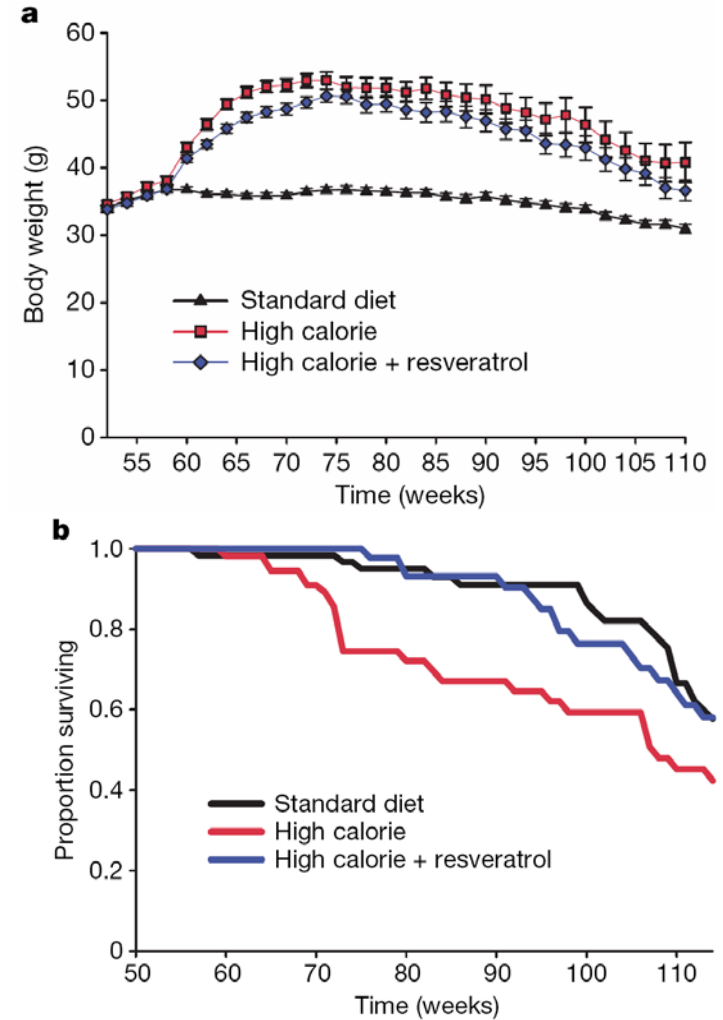 a
60
50
40
30
20
10
0
Body weight (g)
Standard diet
High calorie
High calorie + resveratrol
55 60 65 70 75 80 85 90 95 100 105 110
Time (weeks)
b
1.0
0.8
0.6
0.4
0.2
0
Proportion surviving
Standard diet
High calorie
High calorie + resveratrol
50 60 70 80 90 100 110
Time (weeks)